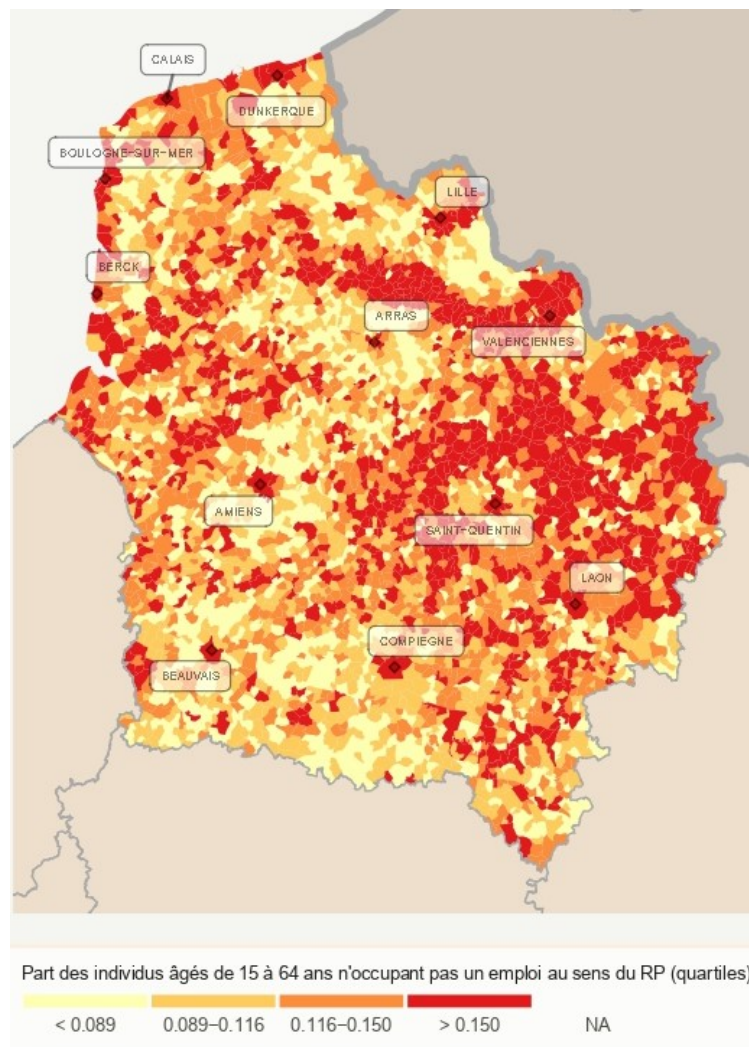 CALAIS
DUNKERQUE
BOULOGNE-SUR-MER
LILLE
BERCK
ARRAS
VALENCIENNES
AMIENS
SAINT-QUENTIN
LAON
COMPIEGNE
BEAUVAIS
Part des individus âgés de 15 à 64 ans n'occupant pas un emploi au sens du RP (quartiles)
< 0.089 0.089–0.116 0.116–0.150 > 0.150 NA